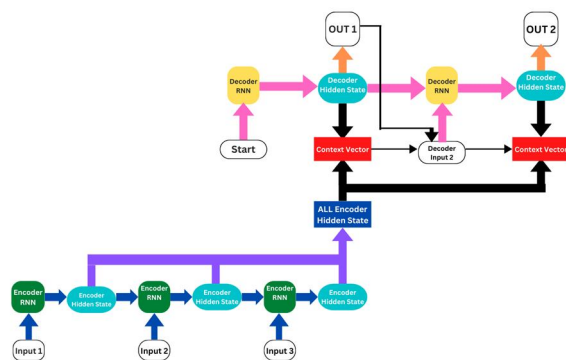 OUT 1
OUT 2
Decoder
RNN
Decoder
Hidden State
Decoder
RNN
Decoder
Hidden State
Start
Context Vector
Decoder
Input 2
Context Vector
ALL Encoder
Hidden State
Encoder
RNN
Encoder
Hidden State
Encoder
RNN
Encoder
Hidden State
Encoder
RNN
Encoder
Hidden State
Input 1
Input 2
Input 3